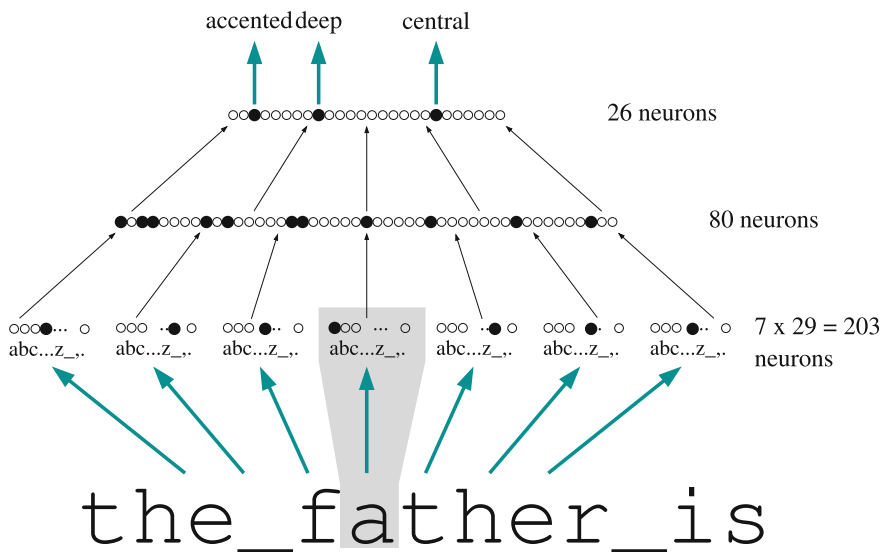 accented deep central
26 neurons
80 neurons
7 x 29 = 203
neurons
abc...z_,. abc...z_,. abc...z_,. abc...z_,. abc...z_,. abc...z_,. abc...z_,.
the_father_is